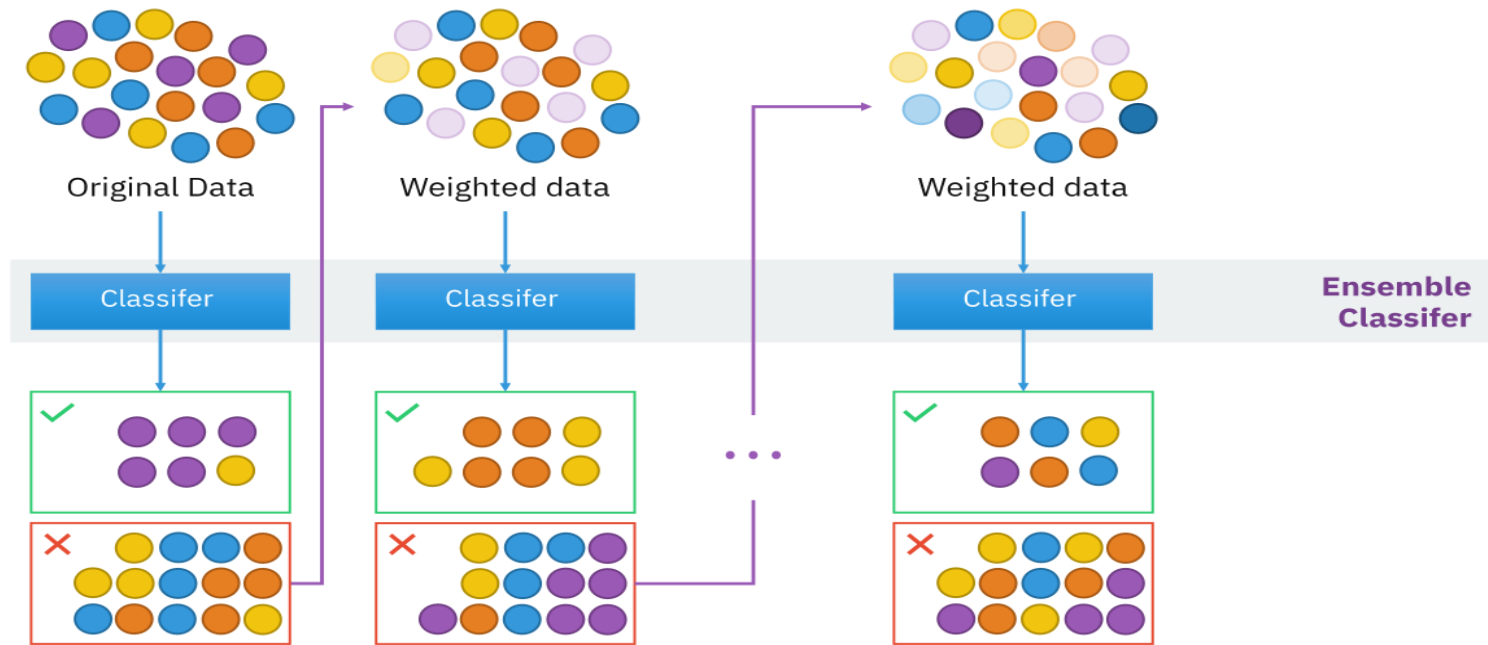 Original Data
Weighted data
Weighted data
Classifer
Classifer
Classifer
Ensemble
Classifer